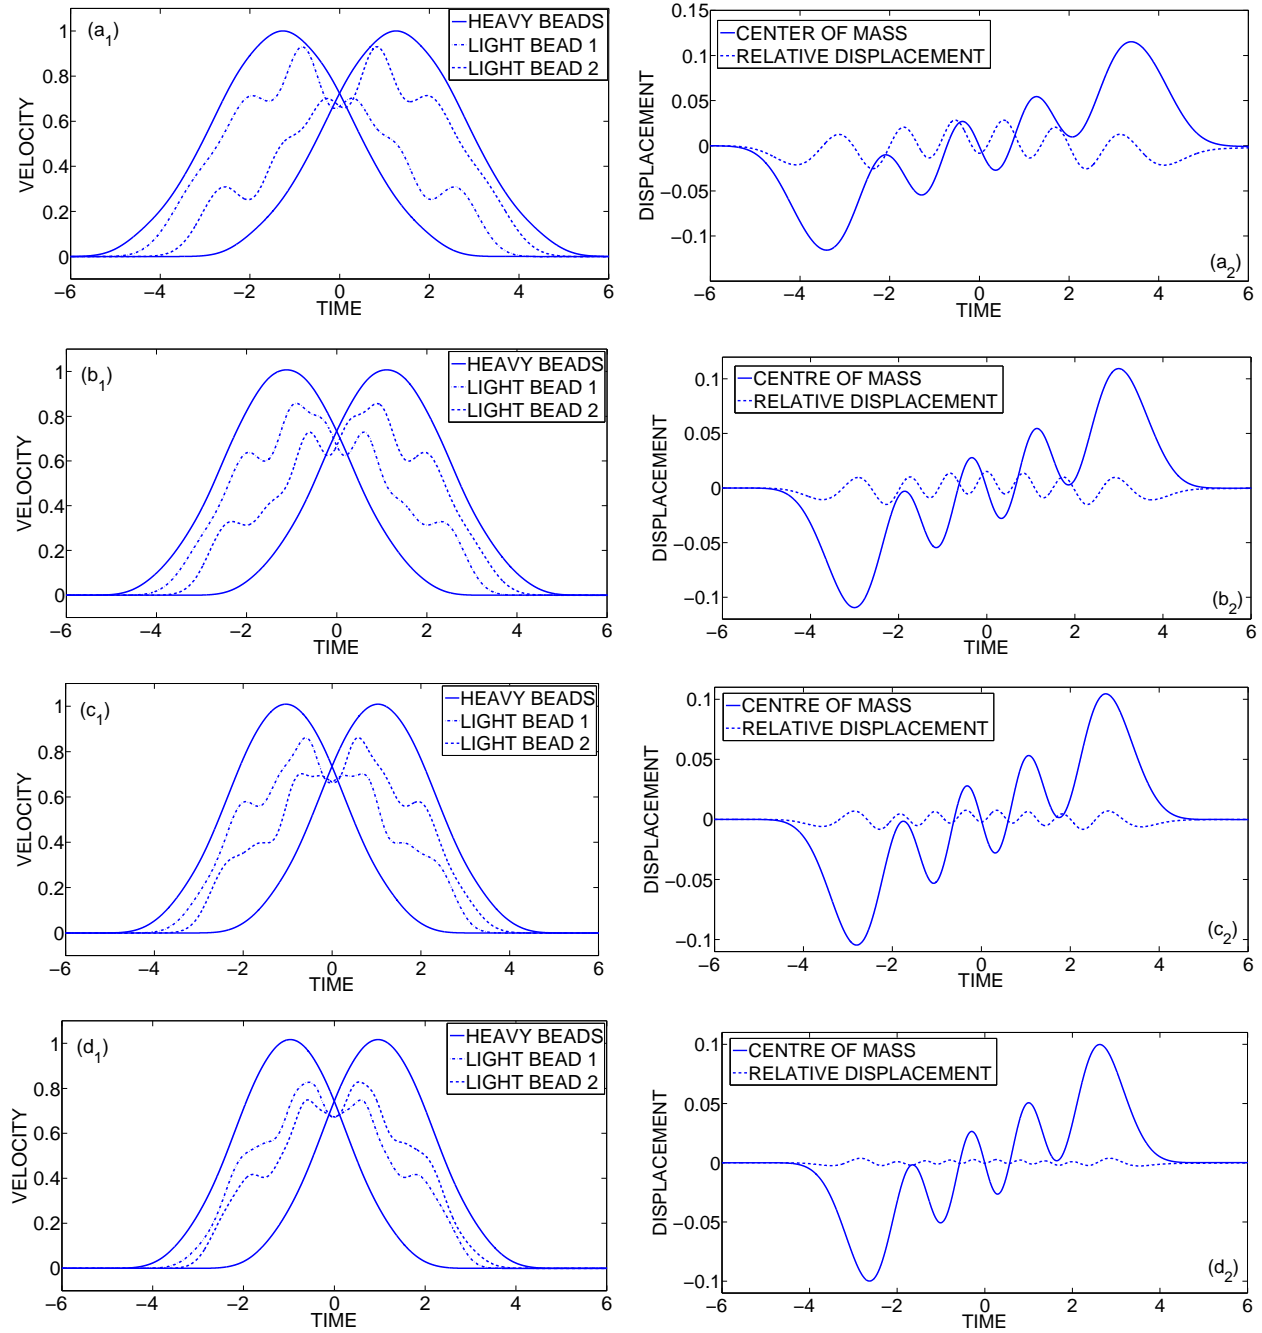 (a1)
HEAVY BEADS
LIGHT BEAD 1
LIGHT BEAD 2
VELOCITY
1
0.8
0.6
0.4
0.2
0
−6 −4 −2 0 2 4 6
TIME
0.15
0.1
0.05
0
−0.05
−0.1
DISPLACEMENT
CENTER OF MASS
RELATIVE DISPLACEMENT
(a2)
−6 −4 −2 0 2 4 6
TIME
(b1)
HEAVY BEADS
LIGHT BEAD 1
LIGHT BEAD 2
VELOCITY
1
0.8
0.6
0.4
0.2
0
−6 −4 −2 0 2 4 6
TIME
0.1
0.05
0
−0.05
−0.1
DISPLACEMENT
CENTRE OF MASS
RELATIVE DISPLACEMENT
(b2)
−6 −4 −2 0 2 4 6
TIME
(c1)
HEAVY BEADS
LIGHT BEAD 1
LIGHT BEAD 2
VELOCITY
1
0.8
0.6
0.4
0.2
0
−6 −4 −2 0 2 4 6
TIME
0.1
0.05
0
−0.05
−0.1
DISPLACEMENT
CENTRE OF MASS
RELATIVE DISPLACEMENT
(c2)
−6 −4 −2 0 2 4 6
TIME
(d1)
HEAVY BEADS
LIGHT BEAD 1
LIGHT BEAD 2
VELOCITY
1
0.8
0.6
0.4
0.2
0
−6 −4 −2 0 2 4 6
TIME
0.1
0.05
0
−0.05
−0.1
DISPLACEMENT
CENTRE OF MASS
RELATIVE DISPLACEMENT
(d2)
−6 −4 −2 0 2 4 6
TIME